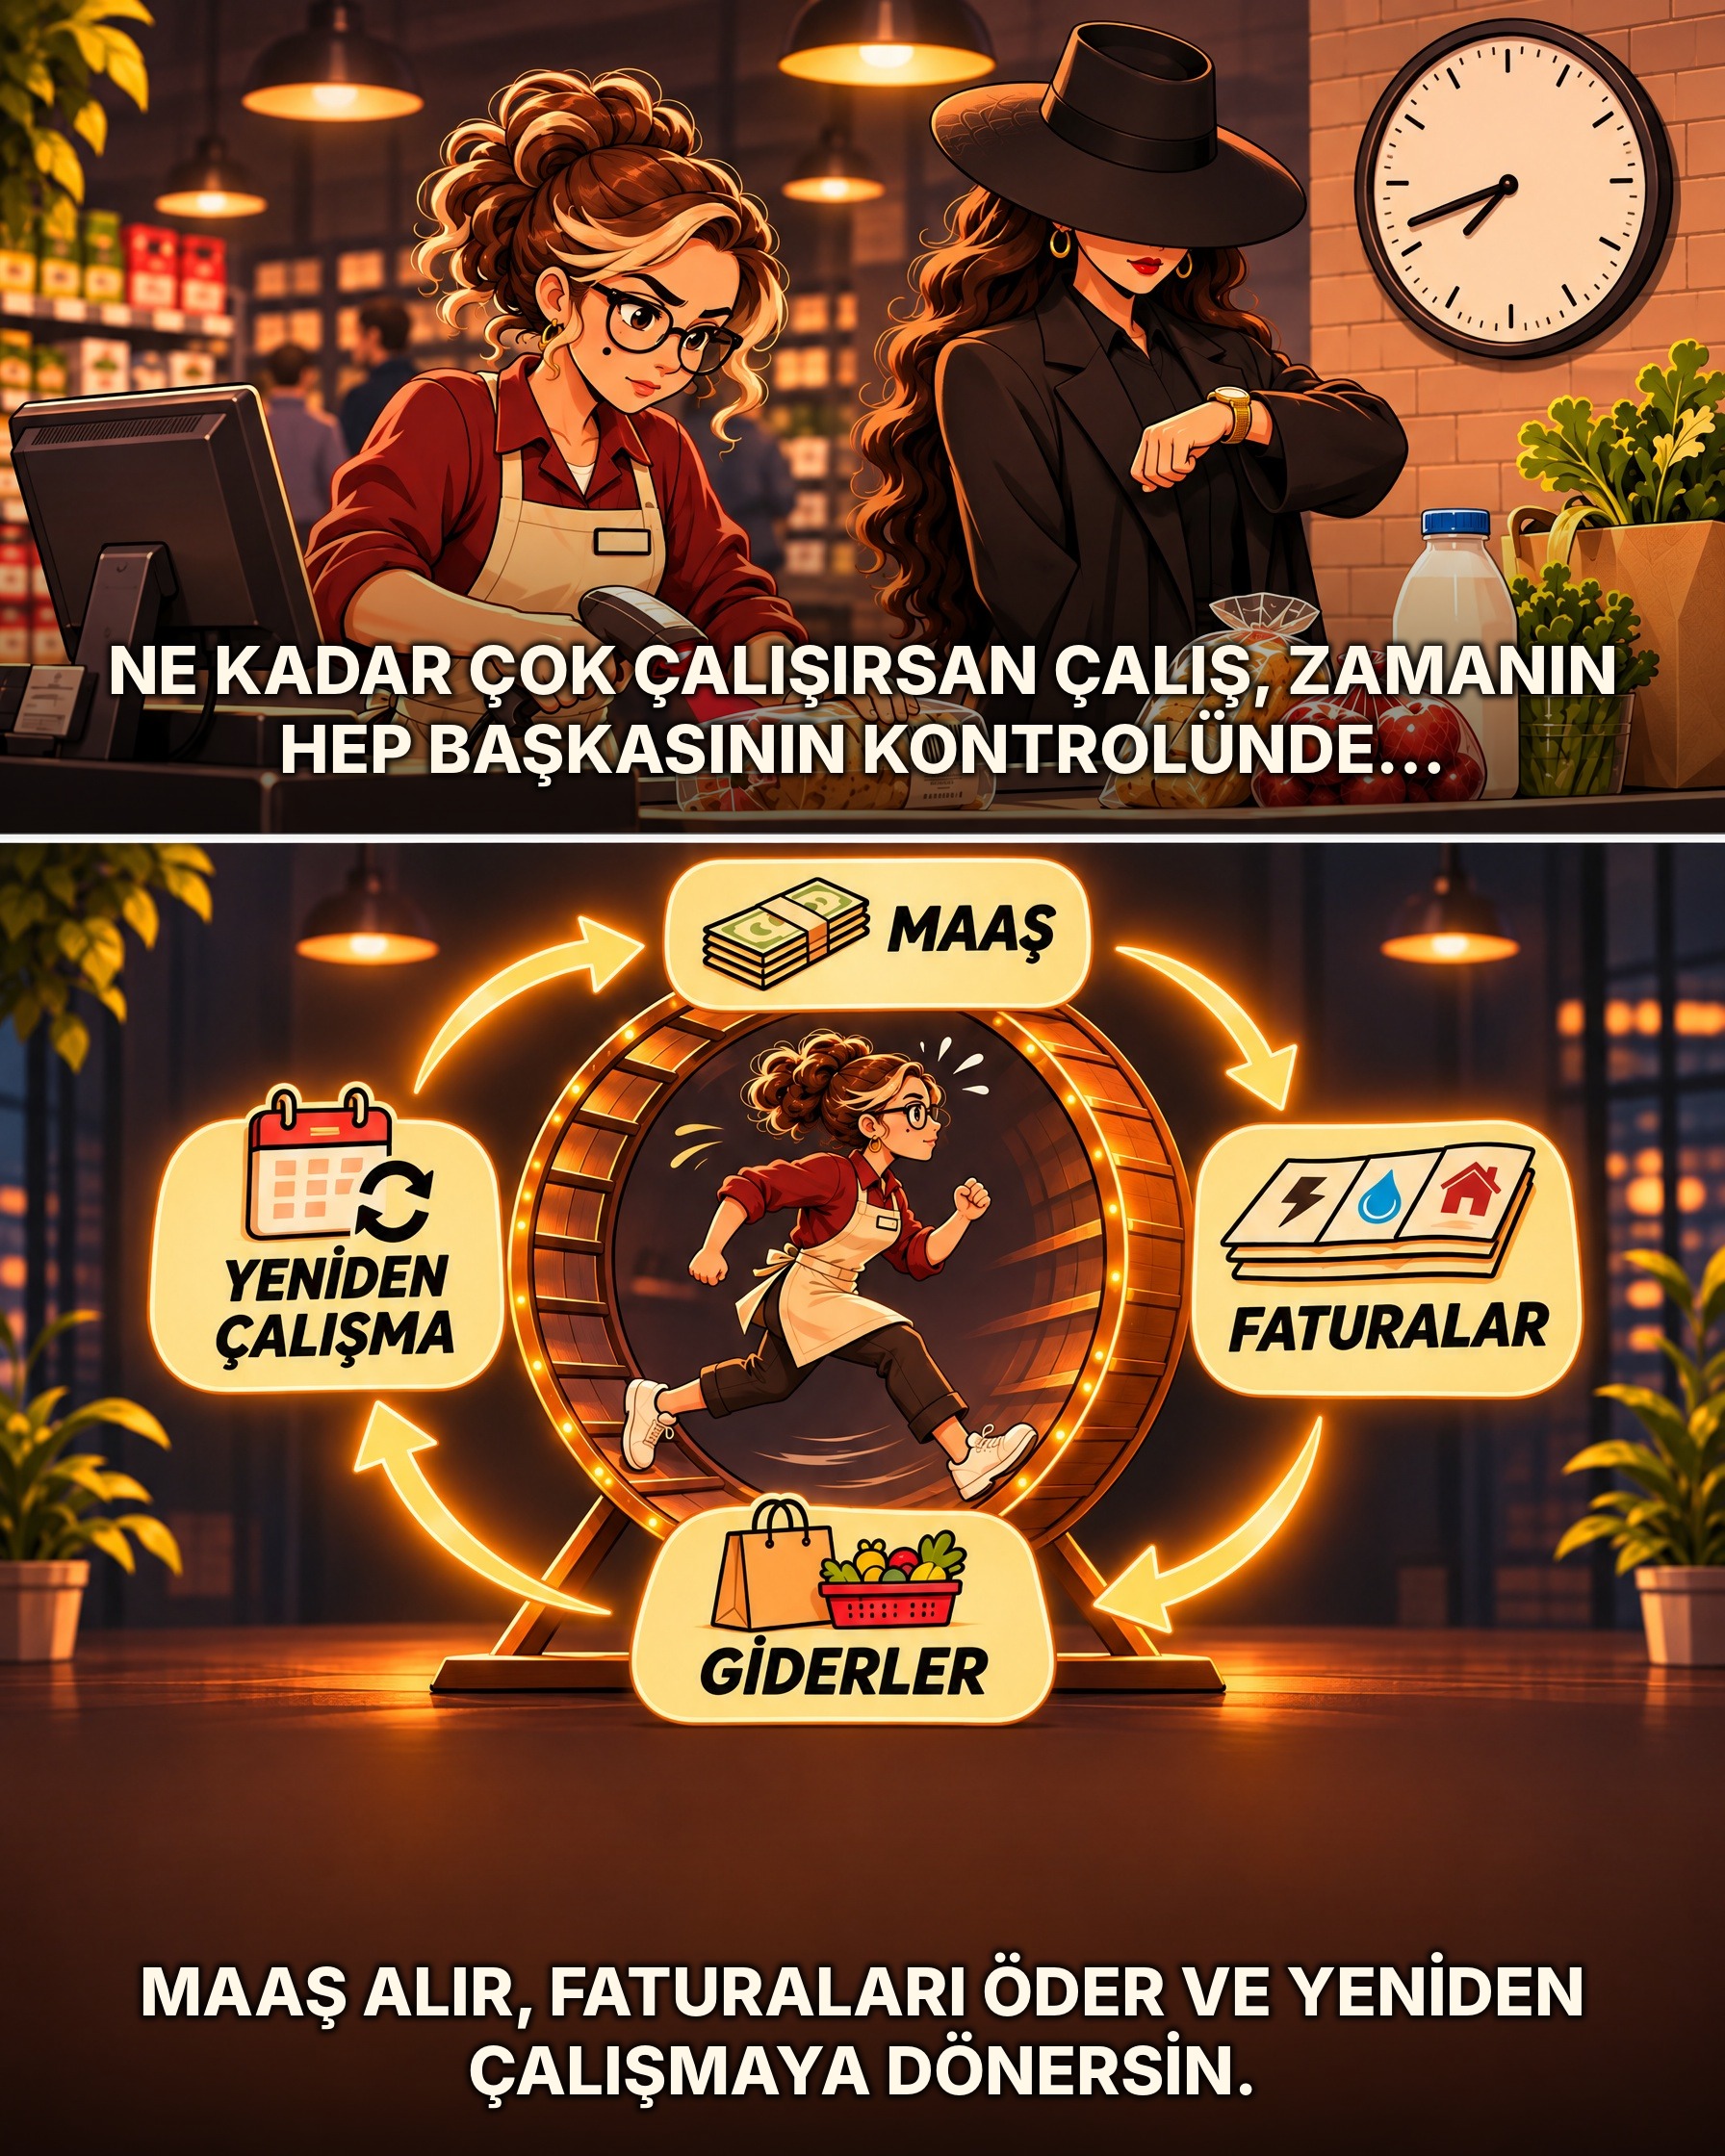 NE KADAR ÇOK ÇALIŞIRSAN ÇALIŞ, ZAMANIN
HEP BAŞKASININ KONTROLÜNDE...
MAAŞ
YENİDEN
ÇALIŞMA
FATURALAR
GİDERLER
MAAŞ ALIR, FATURALARI ÖDER VE YENİDEN
ÇALIŞMAYA DÖNERSİN.